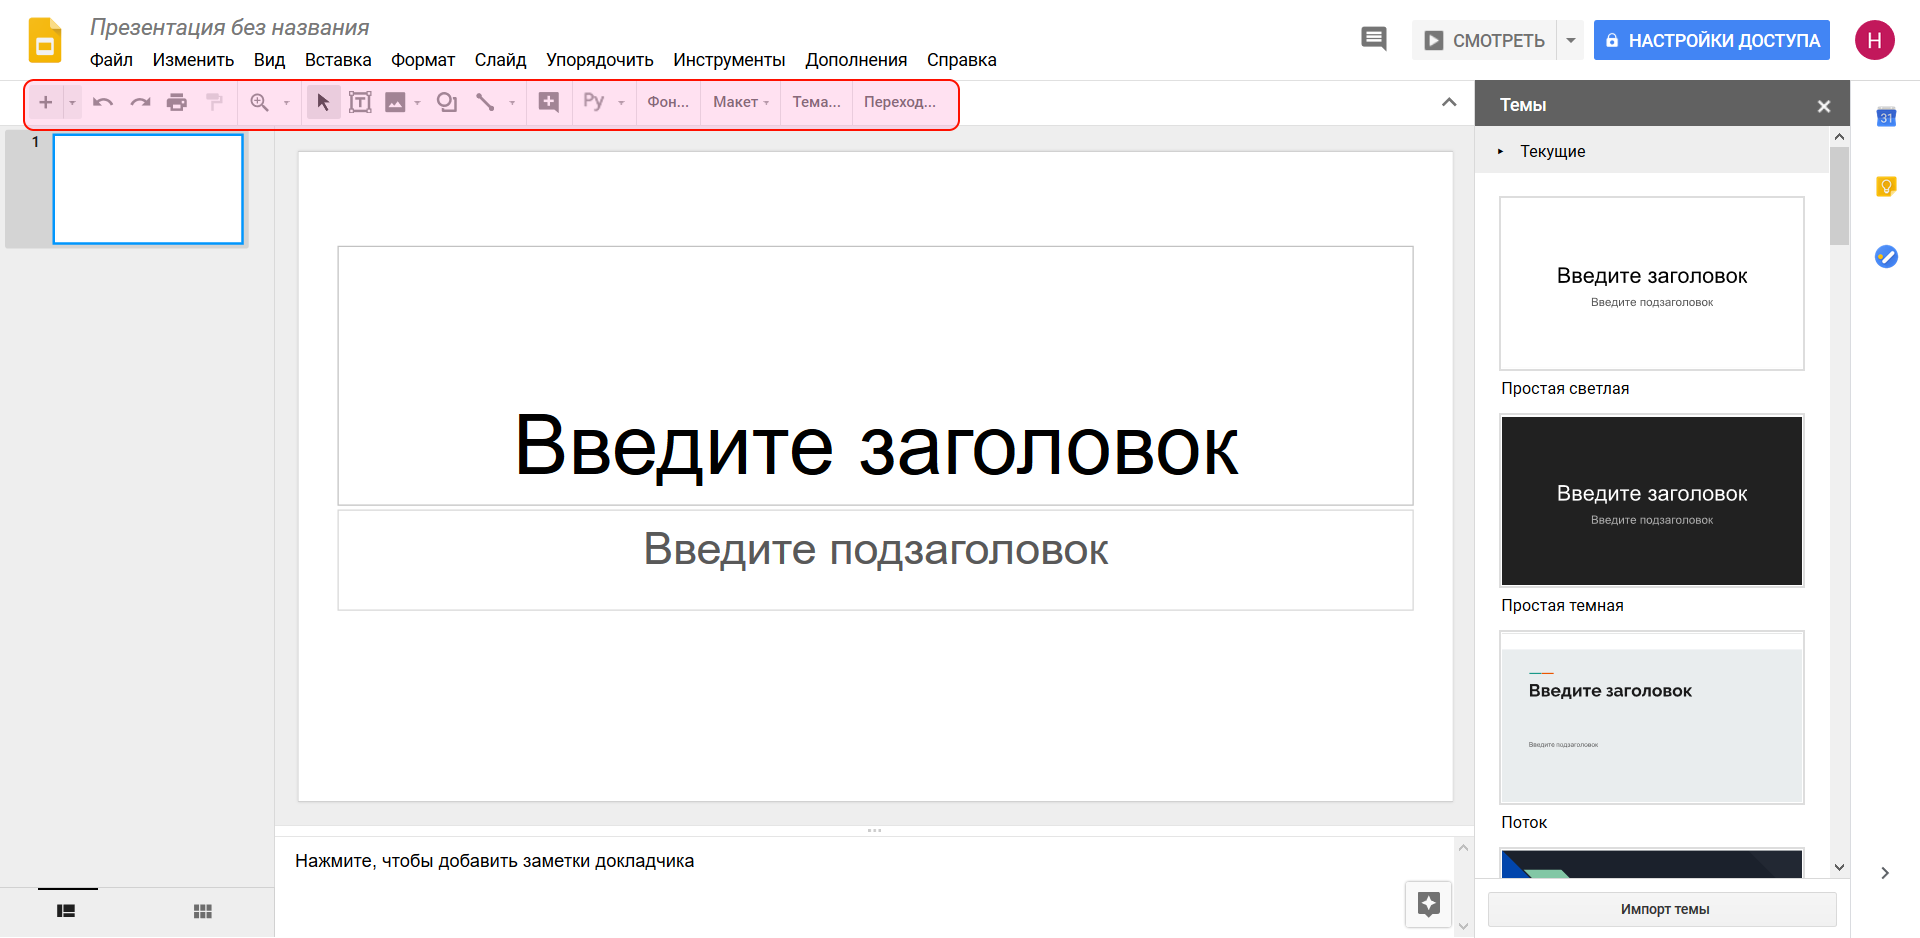 Презентация без названия
Файл Изменить Вид Вставка Формат Слайд Упорядочить Инструменты Дополнения Справка
СМОТРЕТЬ
НАСТРОЙКИ ДОСТУПА
Н
Ру Фон... Макет Тема... Переход...
1
Введите заголовок
Введите подзаголовок
Нажмите, чтобы добавить заметки докладчика
Темы
Текущие
Введите заголовок
Введите подзаголовок
Простая светлая
Введите заголовок
Введите подзаголовок
Простая темная
Введите заголовок
Введите подзаголовок
Поток
Импорт темы
31